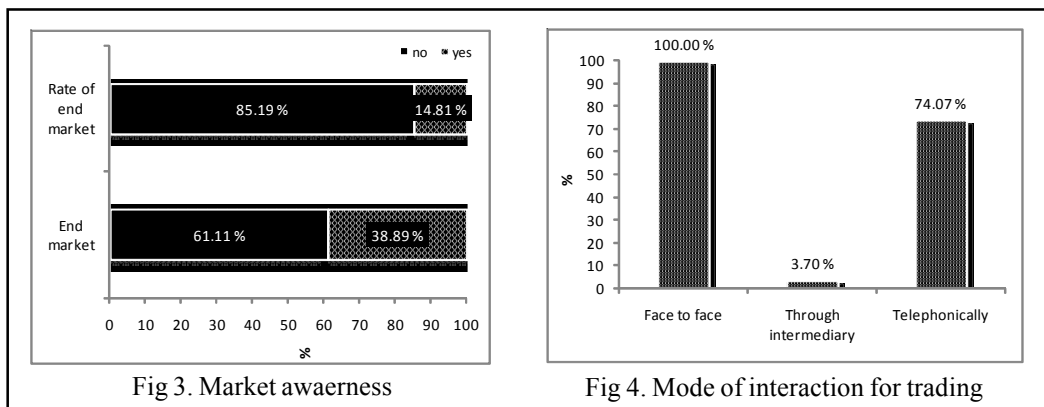 no yes
Rate of
end
market
85.19 % 14.81 %
End
market
61.11 % 38.89 %
0 10 20 30 40 50 60 70 80 90 100
%
Fig 3. Market awaerness
100.00 %
74.07 %
3.70 %
100
90
80
70
60
50
40
30
20
10
0
%
Face to face
Through
intermediary
Telephonically
Fig 4. Mode of interaction for trading